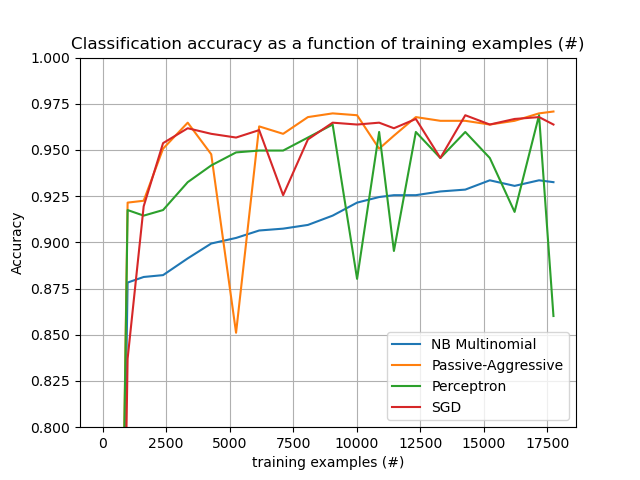 Classification accuracy as a function of training examples (#)
1.000
0.975
0.950
0.925
0.900
0.875
0.850
0.825
0.800
Accuracy
NB Multinomial
Passive-Aggressive
Perceptron
SGD
0 2500 5000 7500 10000 12500 15000 17500
training examples (#)